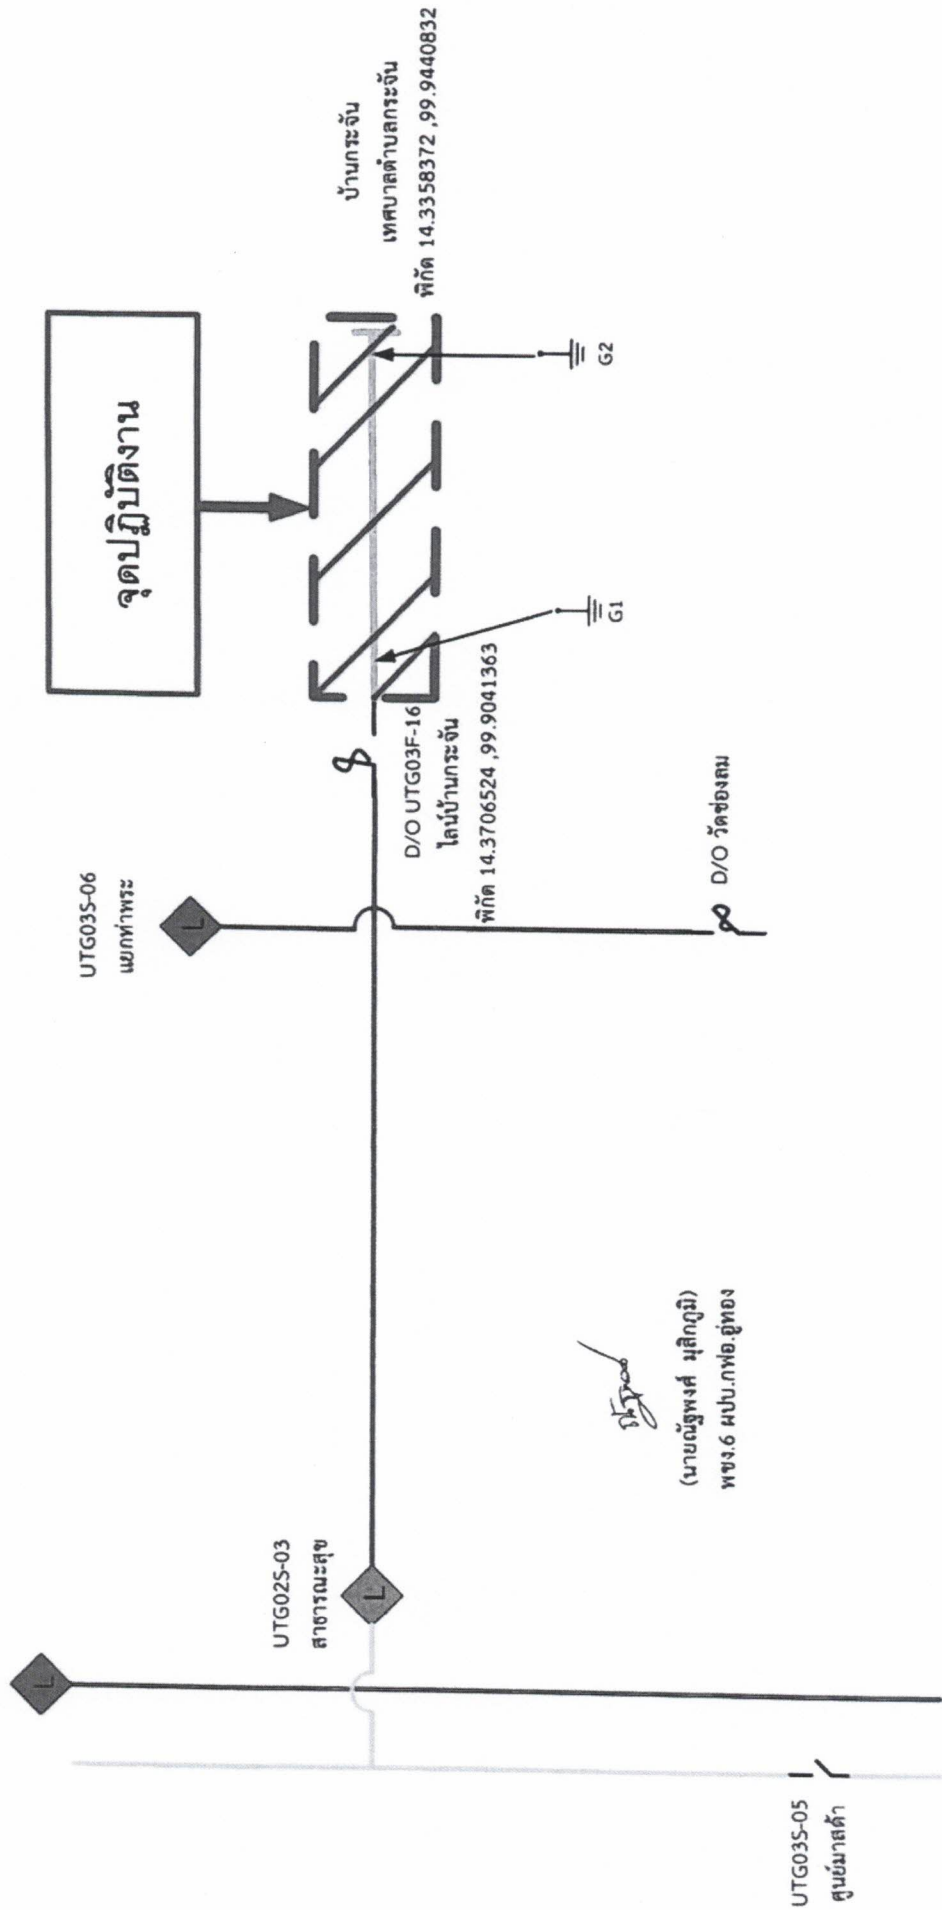 จุดปฏิบัติงาน
บ้านกระจัน
เทศบาลตำบลกระจัน
พิกัด 14.3358372 ,99.9440832
G2
G1
D/O UTG03F-16
ไลน์บ้านกระจัน
พิกัด 14.3706524 ,99.9041363
UTG03S-06
แยกท่าพระ
L
D/O วัดช่องลม
UTG02S-03
สาธารณะสุข
L
L
UTG03S-05
ศูนย์มาสด้า
(นายณัฐพงศ์ มุสิกภูมิ)
พขง.6 ผปบ.กฟอ.อู่ทอง